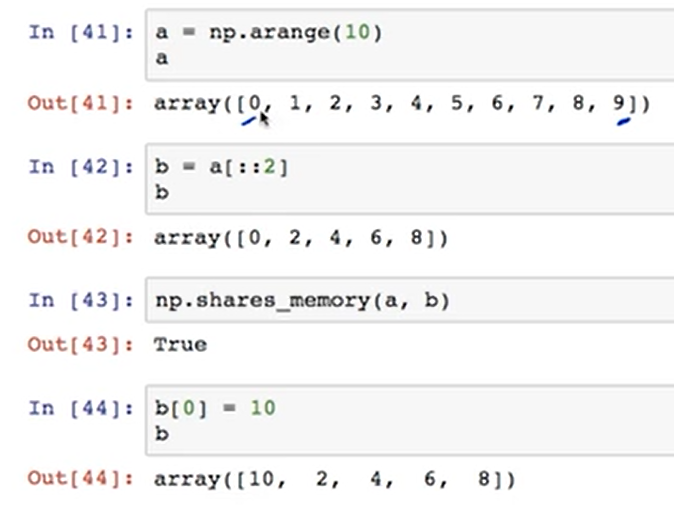 In [41]: a = np.arange(10)
a
Out[41]: array([0, 1, 2, 3, 4, 5, 6, 7, 8, 9])
In [42]: b = a[::2]
b
Out[42]: array([0, 2, 4, 6, 8])
In [43]: np.shares_memory(a, b)
Out[43]: True
In [44]: b[0] = 10
b
Out[44]: array([10, 2, 4, 6, 8])